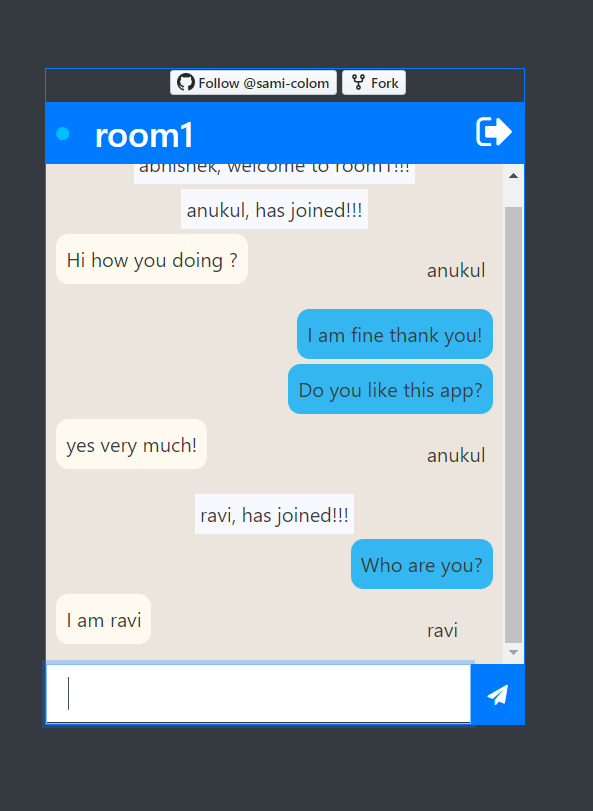 Follow @sami-colom Fork
room1
abhishek, welcome to room1!!!
anukul, has joined!!!
Hi how you doing ?
anukul
I am fine thank you!
Do you like this app?
yes very much!
anukul
ravi, has joined!!!
Who are you?
I am ravi
ravi